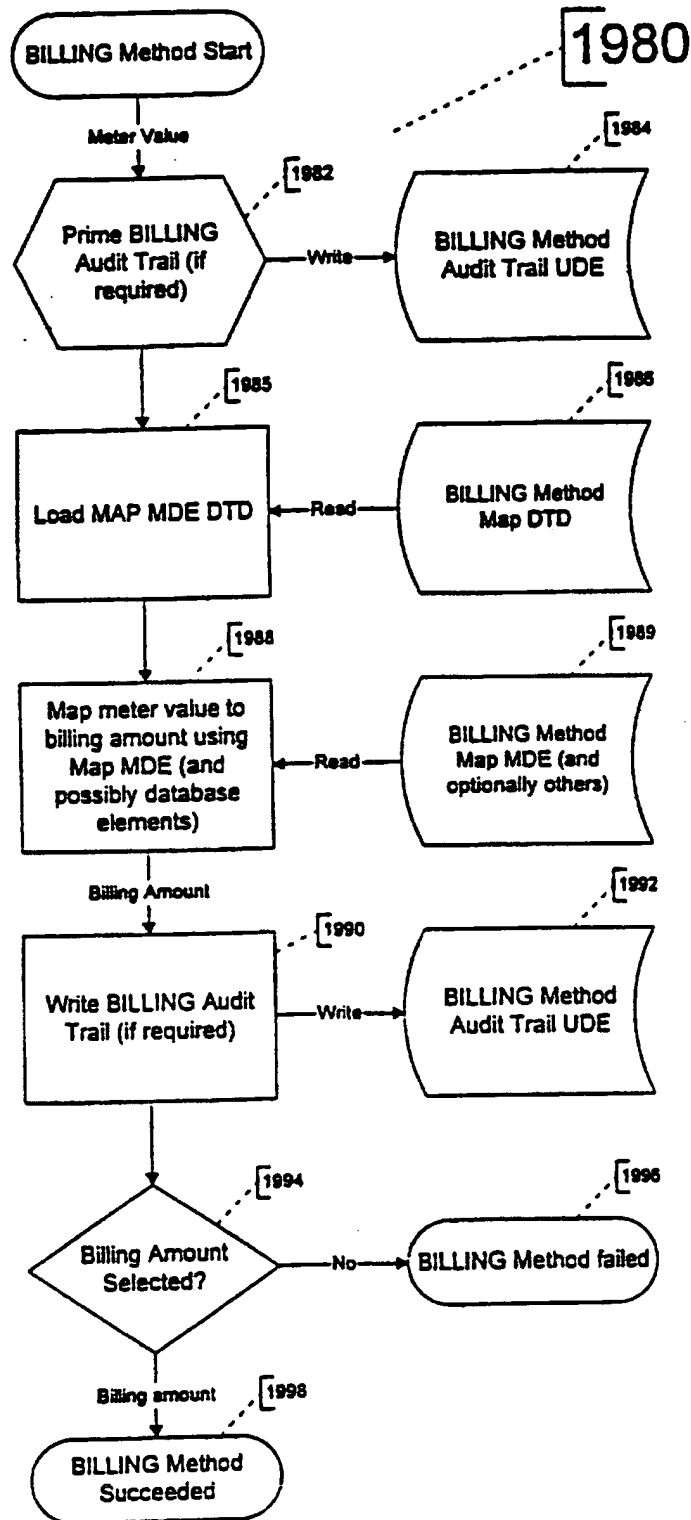 BILLING Method Start
1980
Meter Value
1984
1982
Prime BILLING
Audit Trail (if
required)
Write
BILLING Method
Audit Trail UDE
1985
1986
Load MAP MDE DTD
Read
BILLING Method
Map DTD
1988
1989
Map meter value to
billing amount using
Map MDE (and
possibly database
elements)
Read
BILLING Method
Map MDE (and
optionally others)
Billing Amount
1992
1990
Write BILLING Audit
Trail (if required)
Write
BILLING Method
Audit Trail UDE
1994
1996
Billing Amount
Selected?
No
BILLING Method failed
Billing amount
1998
BILLING Method
Succeeded